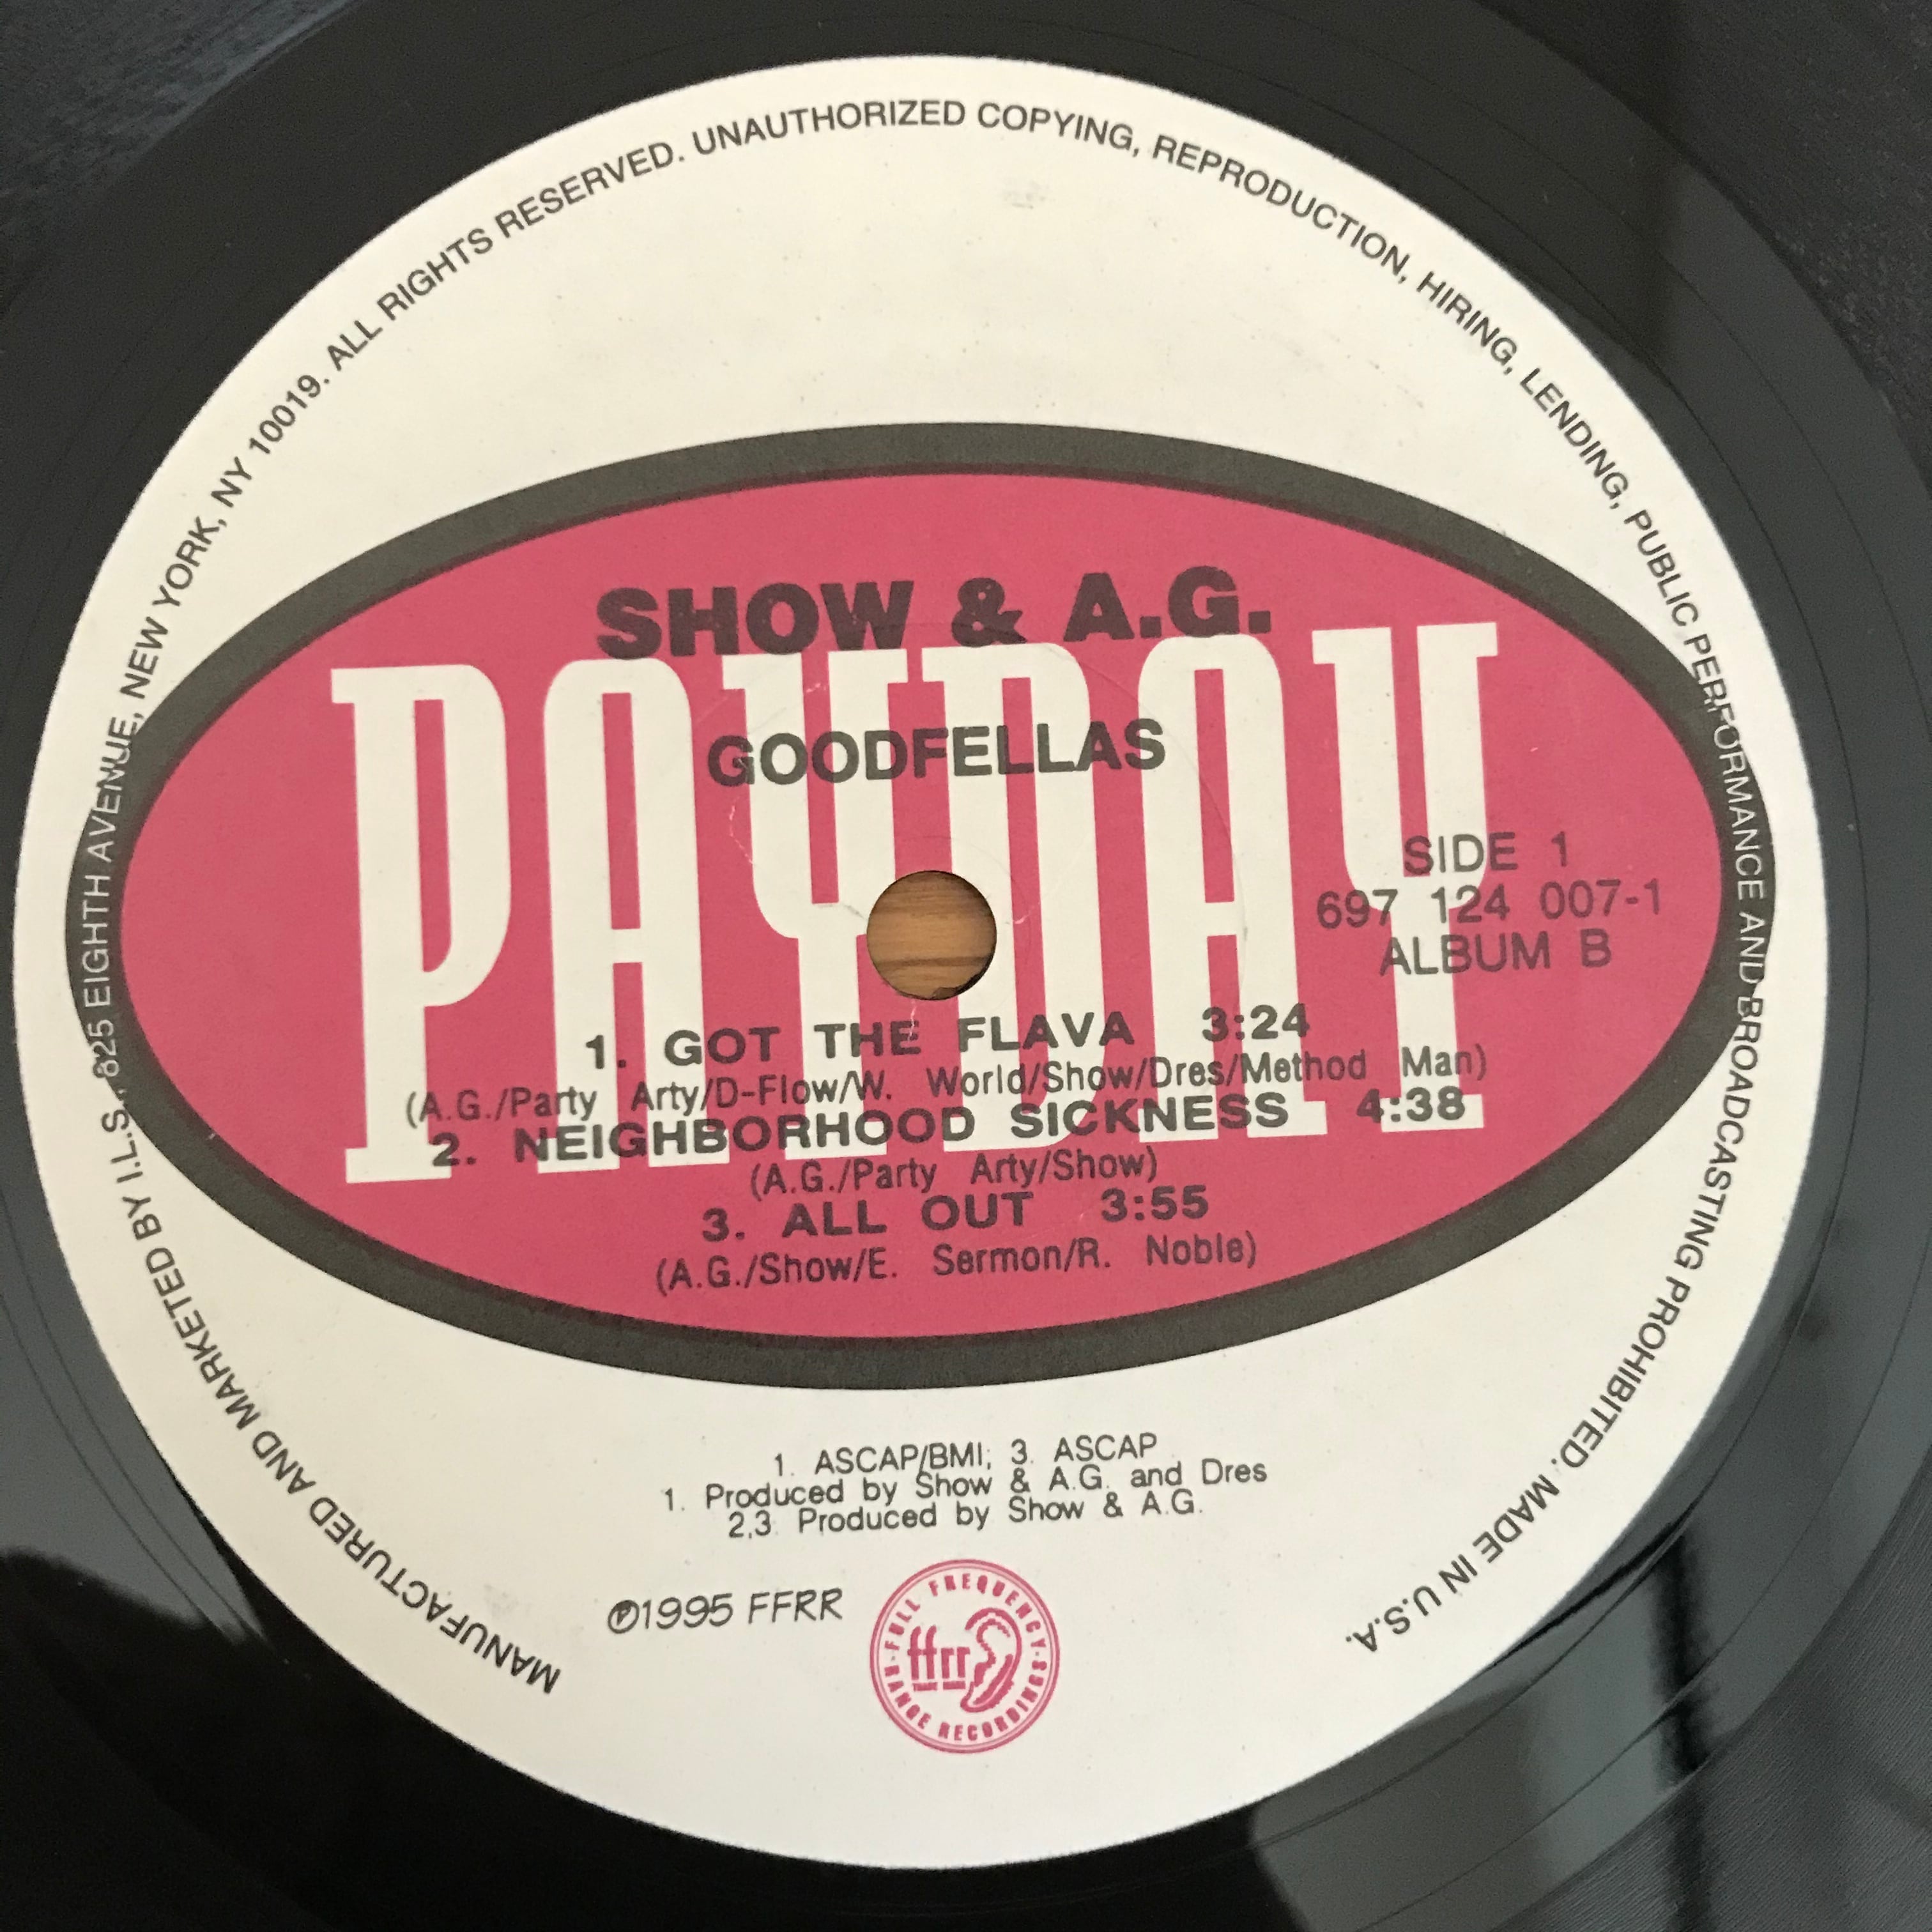 MANUFACTURED AND MARKETED BY I.L.S., 825 EIGHTH AVENUE, NEW YORK, NY 10019. ALL RIGHTS RESERVED. UNAUTHORIZED COPYING, REPRODUCTION, HIRING, LENDING, PUBLIC PERFORMANCE AND BROADCASTING PROHIBITED. MADE IN U.S.A.
SHOW & A.G.
PAYDAY
GOODFELLAS
SIDE 1
697 124 007-1
ALBUM B
1. GOT THE FLAVA 3:24
(A.G./Party Arty/D-Flow/W. World/Show/Dres/Method Man)
2. NEIGHBORHOOD SICKNESS 4:38
(A.G./Party Arty/Show)
3. ALL OUT 3:55
(A.G./Show/E. Sermon/R. Noble)
1. ASCAP/BMI; 3. ASCAP
1. Produced by Show & A.G. and Dres
2,3. Produced by Show & A.G.
℗1995 FFRR
FULL FREQUENCY RANGE RECORDINGS
ffrr